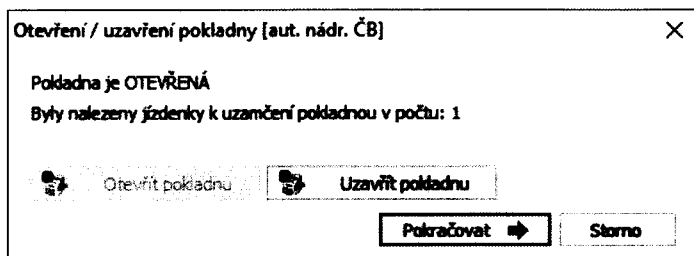 Otevření / uzavření pokladny [aut. nádr. ČB]
Pokladna je OTEVŘENÁ
Byly nalezeny jízdenky k uzamčení pokladnou v počtu: 1
Otevřít pokladnu Uzavřít pokladnu
Pokračovat Storno